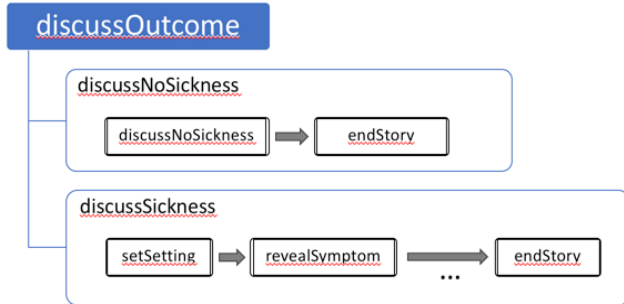 discussOutcome
discussNoSickness
discussNoSickness endStory
discussSickness
setSetting revealSymptom ... endStory